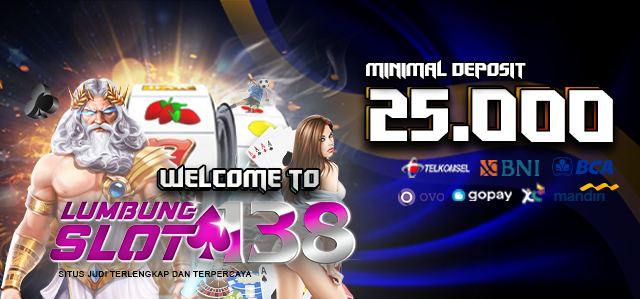 WELCOME TO
LUMBUNG
SLOT 138
SITUS JUDI TERLENGKAP DAN TERPERCAYA
MINIMAL DEPOSIT
25.000
TELKOMSEL BNI BCA
OVO gopay XL mandiri